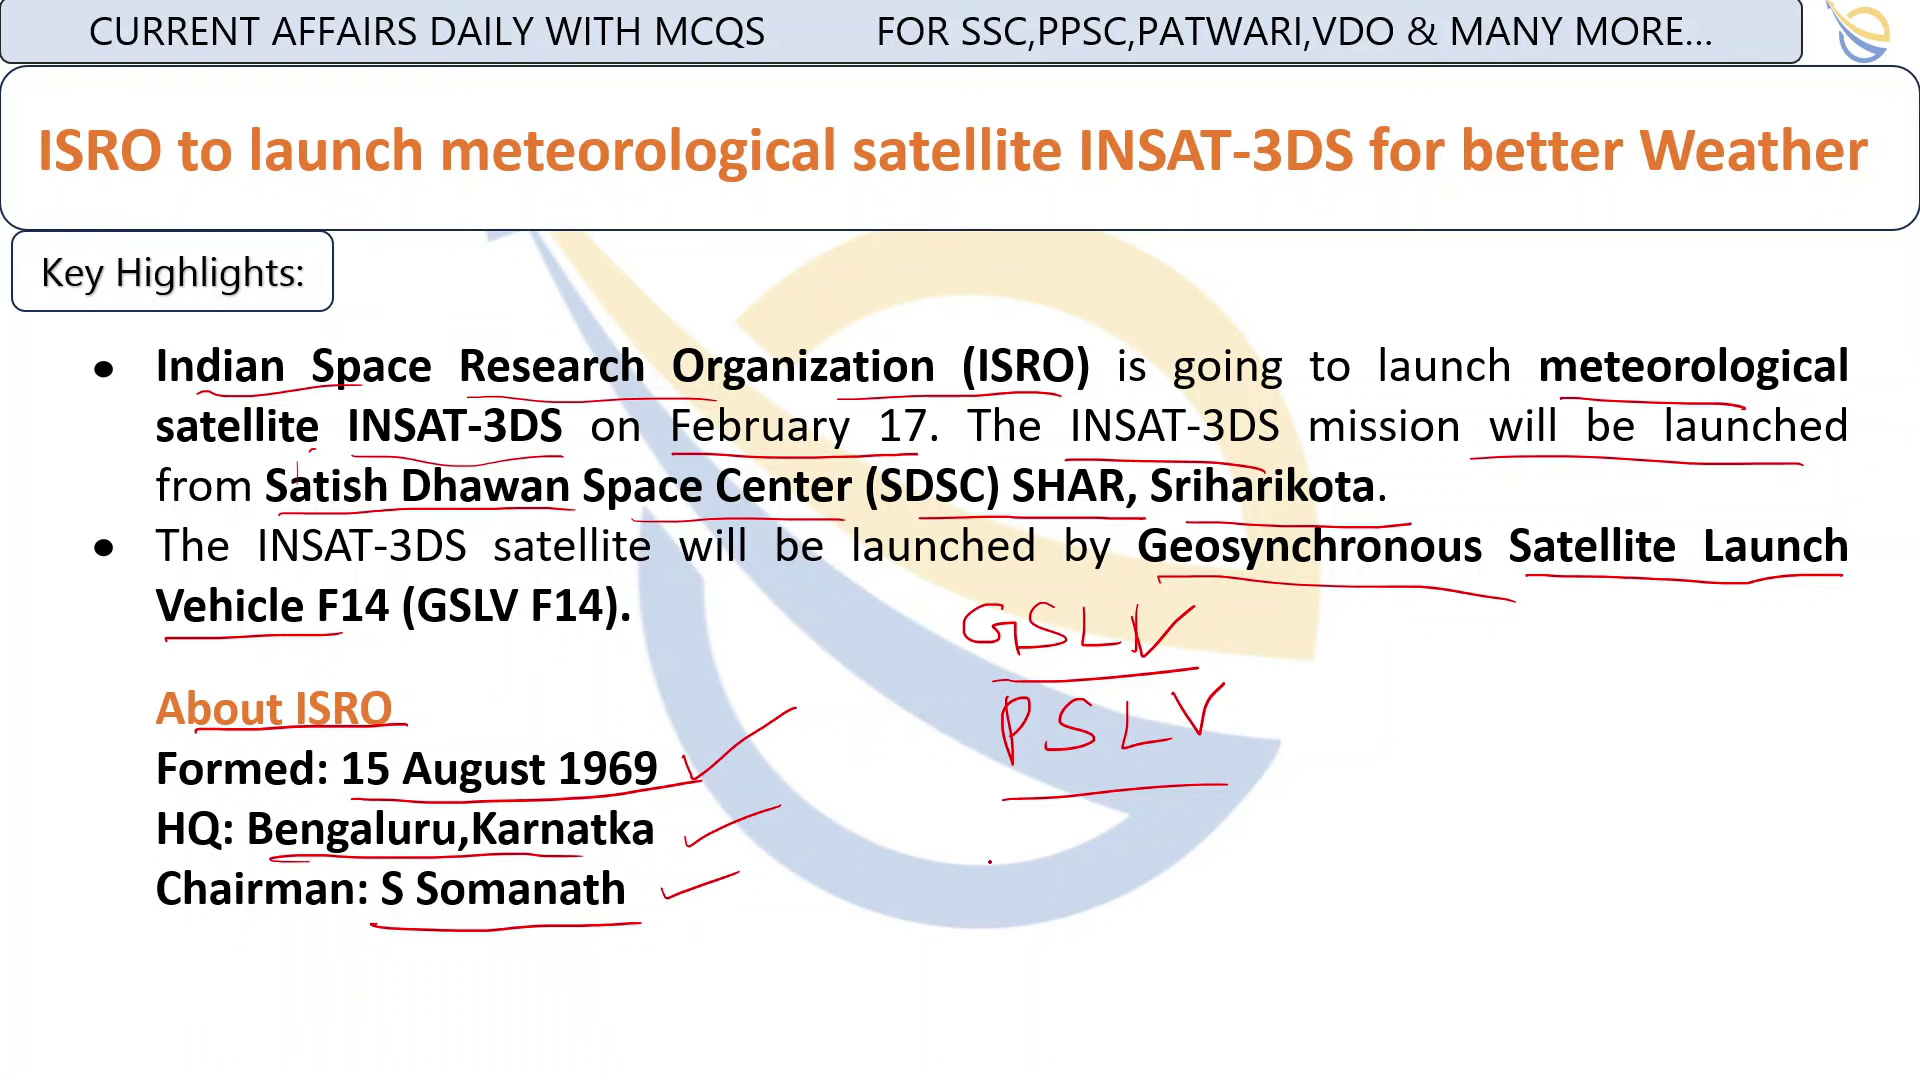 CURRENT AFFAIRS DAILY WITH MCQS FOR SSC,PPSC,PATWARI,VDO & MANY MORE...
ISRO to launch meteorological satellite INSAT-3DS for better Weather
Key Highlights:
● Indian Space Research Organization (ISRO) is going to launch meteorological
satellite INSAT-3DS on February 17. The INSAT-3DS mission will be launched
from Satish Dhawan Space Center (SDSC) SHAR, Sriharikota.
● The INSAT-3DS satellite will be launched by Geosynchronous Satellite Launch
Vehicle F14 (GSLV F14).
GSLV
PSLV
About ISRO
Formed: 15 August 1969
HQ: Bengaluru,Karnatka
Chairman: S Somanath